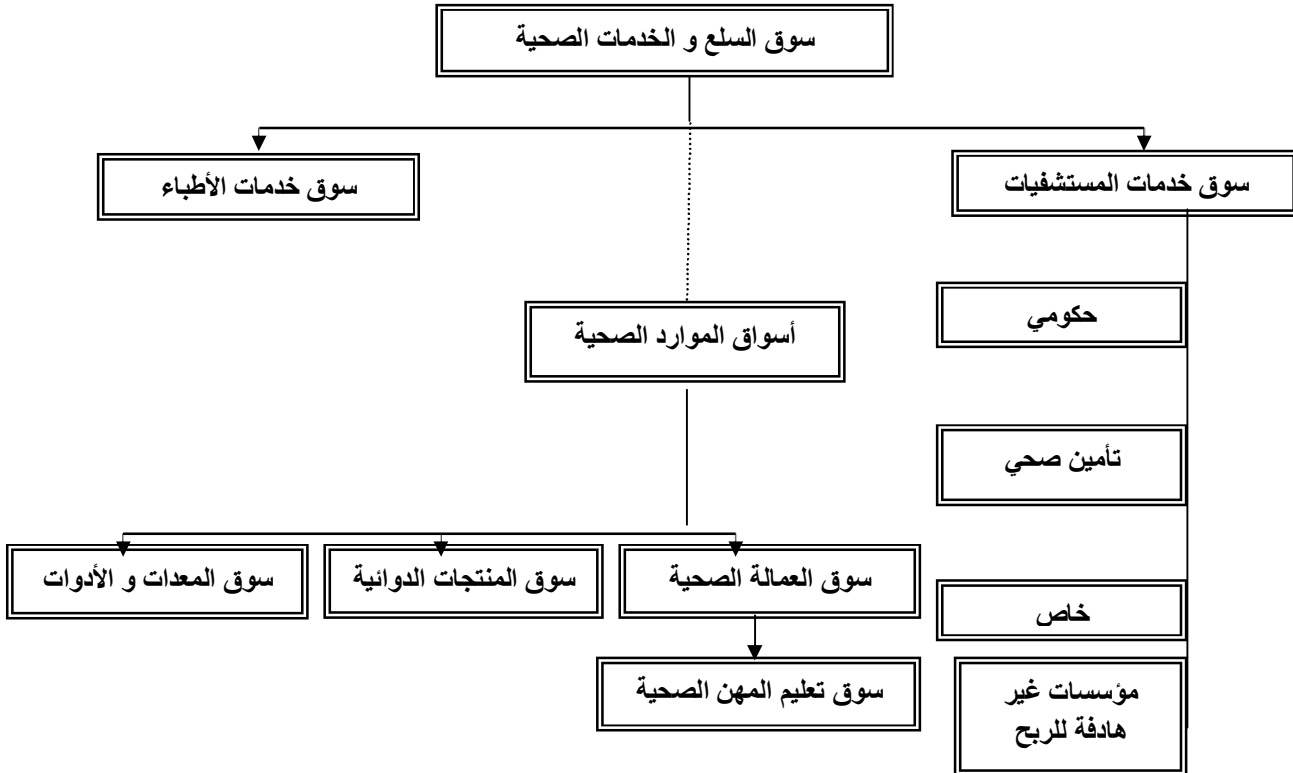 سوق السلع و الخدمات الصحية
سوق خدمات المستشفيات
سوق خدمات الأطباء
حكومي
أسواق الموارد الصحية
تأمين صحي
سوق العمالة الصحية
سوق المنتجات الدوائية
سوق المعدات و الأدوات
خاص
سوق تعليم المهن الصحية
مؤسسات غير
هادفة للربح